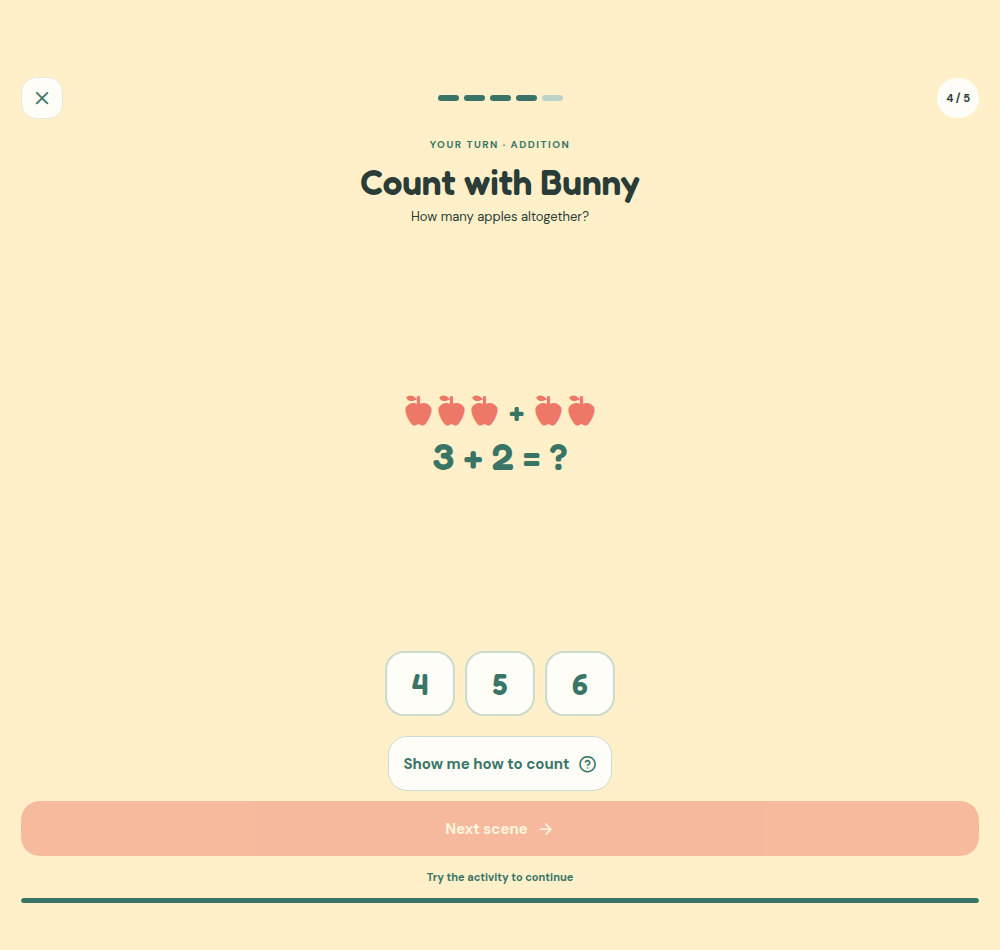 4 / 5
YOUR TURN · ADDITION
Count with Bunny
How many apples altogether?
+
3 + 2 = ?
4 5 6
Show me how to count ?
Next scene →
Try the activity to continue